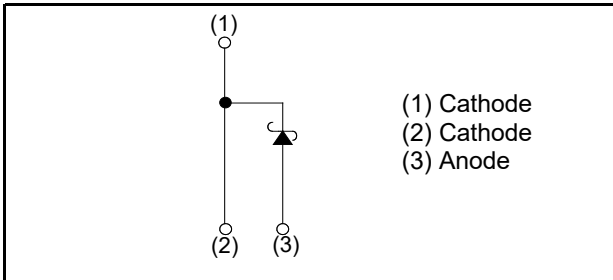 (1)
(1) Cathode
(2) Cathode
(3) Anode
(2) (3)